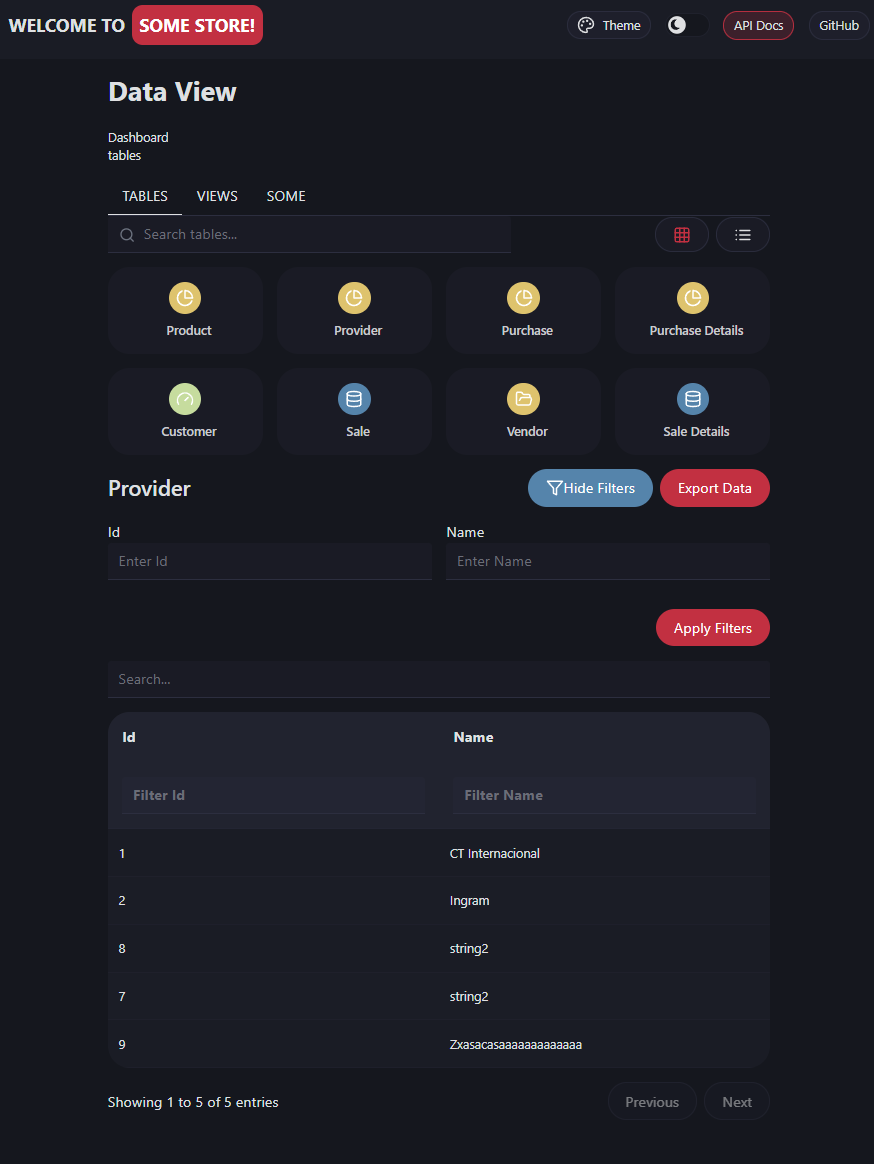 WELCOME TO SOME STORE! Theme API Docs GitHub
Data View
Dashboard
tables
TABLES VIEWS SOME
Search tables...
Product Provider Purchase Purchase Details
Customer Sale Vendor Sale Details
Provider Hide Filters Export Data
Id Name
Enter Id Enter Name
Apply Filters
Search...
Id Name
Filter Id Filter Name
1 CT Internacional
2 Ingram
8 string2
7 string2
9 Zxasacasaaaaaaaaaaaaa
Showing 1 to 5 of 5 entries Previous Next